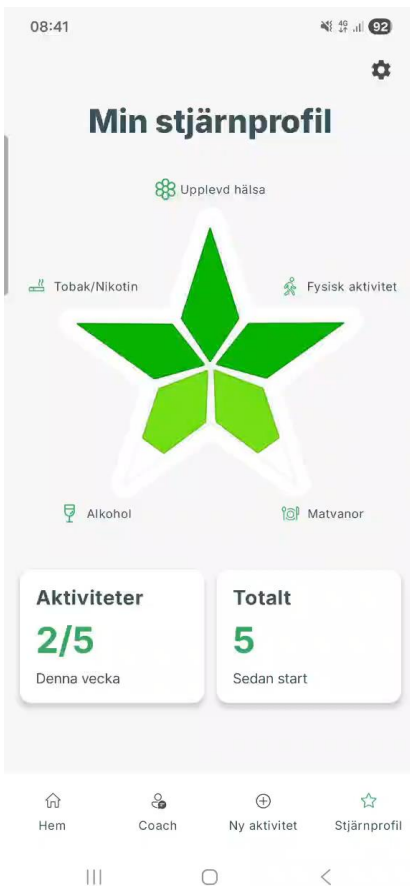 08:41
4G
92
Min stjärnprofil
Upplevd hälsa
Tobak/Nikotin
Fysisk aktivitet
Alkohol
Matvanor
Aktiviteter
2/5
Denna vecka
Totalt
5
Sedan start
Hem
Coach
Ny aktivitet
Stjärnprofil